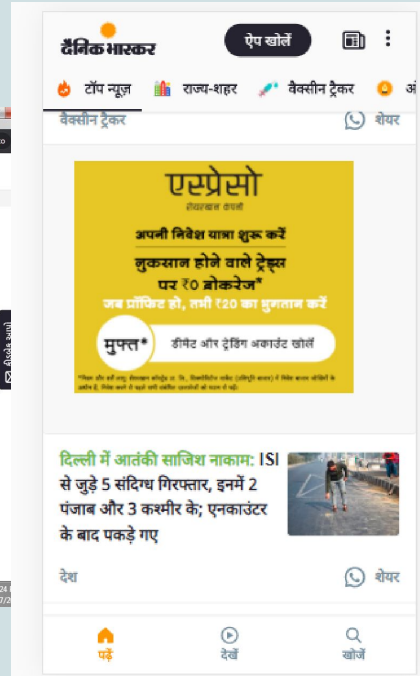 दैनिक भास्कर
ऐप खोलें
टॉप न्यूज़
राज्य-शहर
वैक्सीन ट्रैकर
वैक्सीन ट्रैकर
शेयर
एस्प्रेसो
अपनी निवेश यात्रा शुरू करें
नुकसान होने वाले ट्रेड्स
पर ₹0 ब्रोकरेज*
जब प्रॉफिट हो, तभी ₹20 का भुगतान करें
मुफ्त*
डीमैट और ट्रेडिंग अकाउंट खोलें
दिल्ली में आतंकी साजिश नाकाम: ISI
से जुड़े 5 संदिग्ध गिरफ्तार, इनमें 2
पंजाब और 3 कश्मीर के; एनकाउंटर
के बाद पकड़े गए
देश
शेयर
पढ़ें
देखें
खोजें